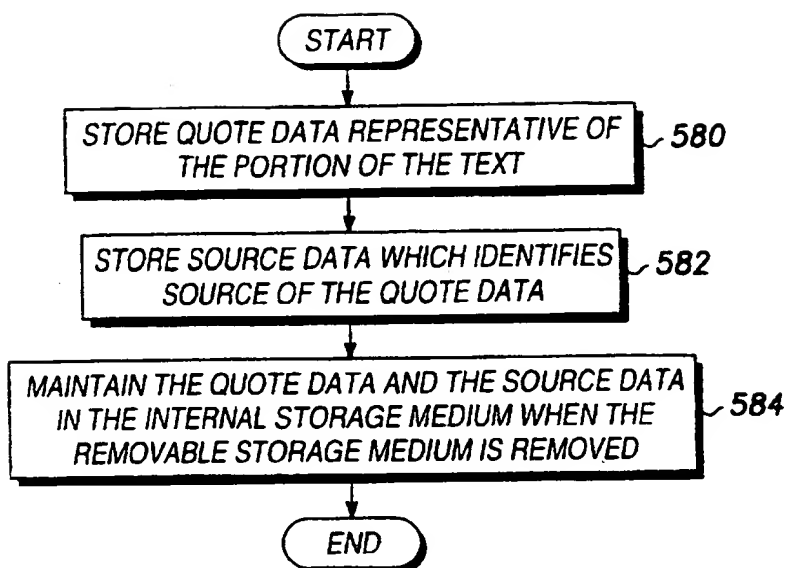 START
STORE QUOTE DATA REPRESENTATIVE OF
THE PORTION OF THE TEXT
580
STORE SOURCE DATA WHICH IDENTIFIES
SOURCE OF THE QUOTE DATA
582
MAINTAIN THE QUOTE DATA AND THE SOURCE DATA
IN THE INTERNAL STORAGE MEDIUM WHEN THE
REMOVABLE STORAGE MEDIUM IS REMOVED
584
END